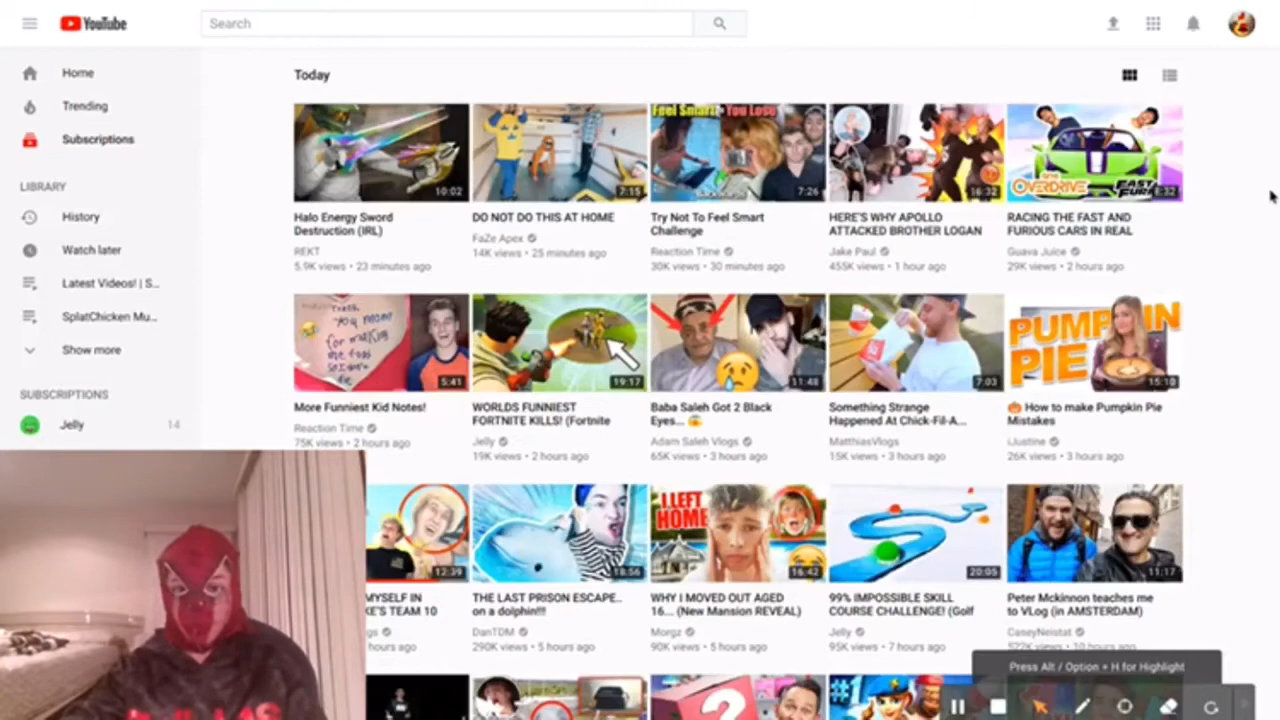 YouTube
Search
Home
Trending
Subscriptions
LIBRARY
History
Watch later
Latest Videos! | S...
SplatChicken Mu...
Show more
SUBSCRIPTIONS
Jelly 14
Today
10:02
7:15
Feel Smart You Lose
7:26
16:32
OVERDRIVE
FAST
8:32
Halo Energy Sword
Destruction (IRL)
REKT
5.9K views • 23 minutes ago
DO NOT DO THIS AT HOME
FaZe Apex
14K views • 25 minutes ago
Try Not To Feel Smart
Challenge
Reaction Time
30K views • 30 minutes ago
HERE'S WHY APOLLO
ATTACKED BROTHER LOGAN
Jake Paul
455K views • 1 hour ago
RACING THE FAST AND
FURIOUS CARS IN REAL
Guava Juice
29K views • 2 hours ago
5:41
19:17
11:48
7:03
PUMPKIN
PIE
15:10
More Funniest Kid Notes!
Reaction Time
75K views • 2 hours ago
WORLDS FUNNIEST
FORTNITE KILLS! (Fortnite
Jelly
19K views • 2 hours ago
Baba Saleh Got 2 Black
Eyes...
Adam Saleh Vlogs
65K views • 3 hours ago
Something Strange
Happened At Chick-Fil-A...
MatthiasVlogs
15K views • 3 hours ago
How to make Pumpkin Pie
Mistakes
iJustine
26K views • 3 hours ago
12:39
18:56
I LEFT
HOME
16:42
20:05
11:17
MYSELF IN
KE'S TEAM 10
gs
hours ago
THE LAST PRISON ESCAPE..
on a dolphin!!!
DanTDM
290K views • 5 hours ago
WHY I MOVED OUT AGED
16... (New Mansion REVEAL)
Morgz
90K views • 5 hours ago
99% IMPOSSIBLE SKILL
COURSE CHALLENGE! (Golf
Jelly
95K views • 7 hours ago
Peter Mckinnon teaches me
to VLog (in AMSTERDAM)
CaseyNeistat
522K views • 10 hours ago
Press Alt / Option + H for Highlight
?